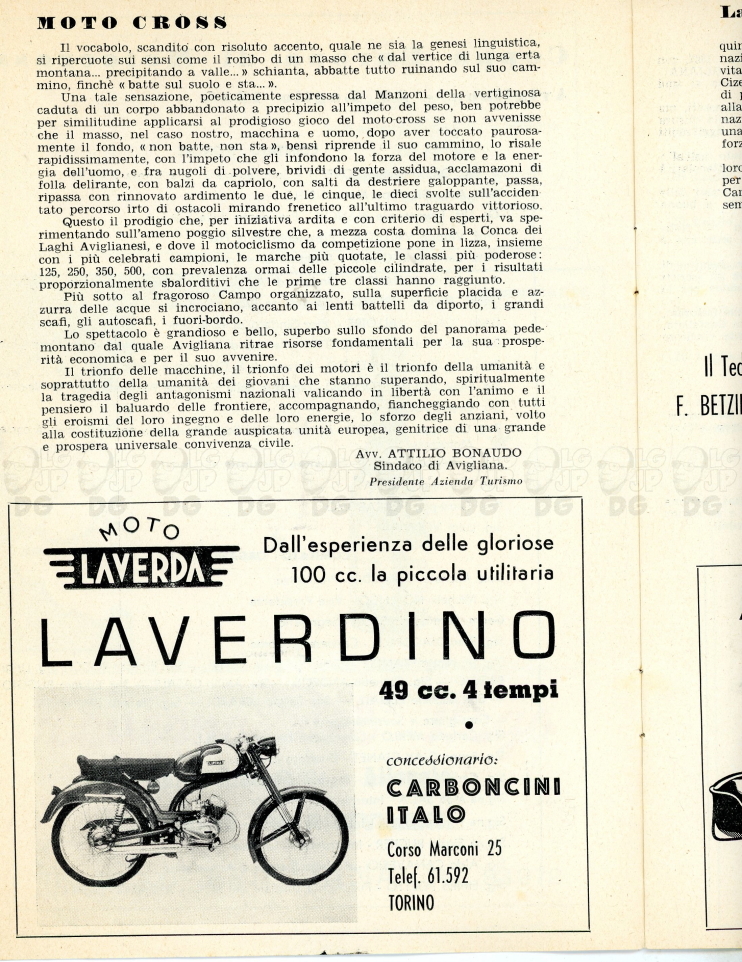 MOTO CROSS
Il vocabolo, scandito con risoluto accento, quale ne sia la genesi linguistica,
si ripercuote sui sensi come il rombo di un masso che « dal vertice di lunga erta
montana... precipitando a valle...» schianta, abbatte tutto ruinando sul suo cam-
mino, finchè « batte sul suolo e sta... ».
Una tale sensazione, poeticamente espressa dal Manzoni della vertiginosa
caduta di un corpo abbandonato a precipizio all'impeto del peso, ben potrebbe
per similitudine applicarsi al prodigioso gioco del moto-cross se non avvenisse
che il masso, nel caso nostro, macchina e uomo, dopo aver toccato paurosa-
mente il fondo, « non batte, non sta», bensì riprende il suo cammino, lo risale
rapidissimamente, con l'impeto che gli infondono la forza del motore e la ener-
gia dell'uomo, e fra nugoli di polvere, brividi di gente assidua, acclamazoni di
folla delirante, con balzi da capriolo, con salti da destriere galoppante, passa,
ripassa con rinnovato ardimento le due, le cinque, le dieci svolte sull'acciden
tato percorso irto di ostacoli mirando frenetico all'ultimo traguardo vittorioso.
Questo il prodigio che, per iniziativa ardita e con criterio di esperti, va spe-
rimentando sull'ameno poggio silvestre che, a mezza costa domina la Conca dei
Laghi Aviglianesi, e dove il motociclismo da competizione pone in lizza, insieme
con i più celebrati campioni, le marche più quotate, le classi più poderose:
125, 250, 350, 500, con prevalenza ormai delle piccole cilindrate, per i risultati
proporzionalmente sbalorditivi che le prime tre classi hanno raggiunto.
Più sotto al fragoroso Campo organizzato, sulla superficie placida e az-
zurra delle acque si incrociano, accanto ai lenti battelli da diporto, i grandi
scafi, gli autoscafi, i fuori-bordo.
Lo spettacolo è grandioso e bello, superbo sullo sfondo del panorama pede-
montano dal quale Avigliana ritrae risorse fondamentali per la sua prospe-
rità economica e per il suo avvenire.
Il trionfo delle macchine, il trionfo dei motori è il trionfo della umanità e
soprattutto della umanità dei giovani che stanno superando, spiritualmente
la tragedia degli antagonismi nazionali valicando in libertà con l'animo e il
pensiero il baluardo delle frontiere, accompagnando, fiancheggiando con tutti
gli eroismi del loro ingegno e delle loro energie, lo sforzo degli anziani, volto
alla costituzione della grande auspicata unità europea, genitrice di una grande
e prospera universale convivenza civile.
Avv. ATTILIO BONAUDO
Sindaco di Avigliana.
Presidente Azienda Turismo
MOTO
LAVERDA
Dall'esperienza delle gloriose
100 cc. la piccola utilitaria
LAVERDINO
49 cc. 4 tempi
concessionario:
CARBONCINI
ITALO
Corso Marconi 25
Telef. 61.592
TORINO
La
quin
nazi
vita
Cize
di p
alla
naz
una
forz
loro
per
Can
sem
Il Tec
F. BETZI